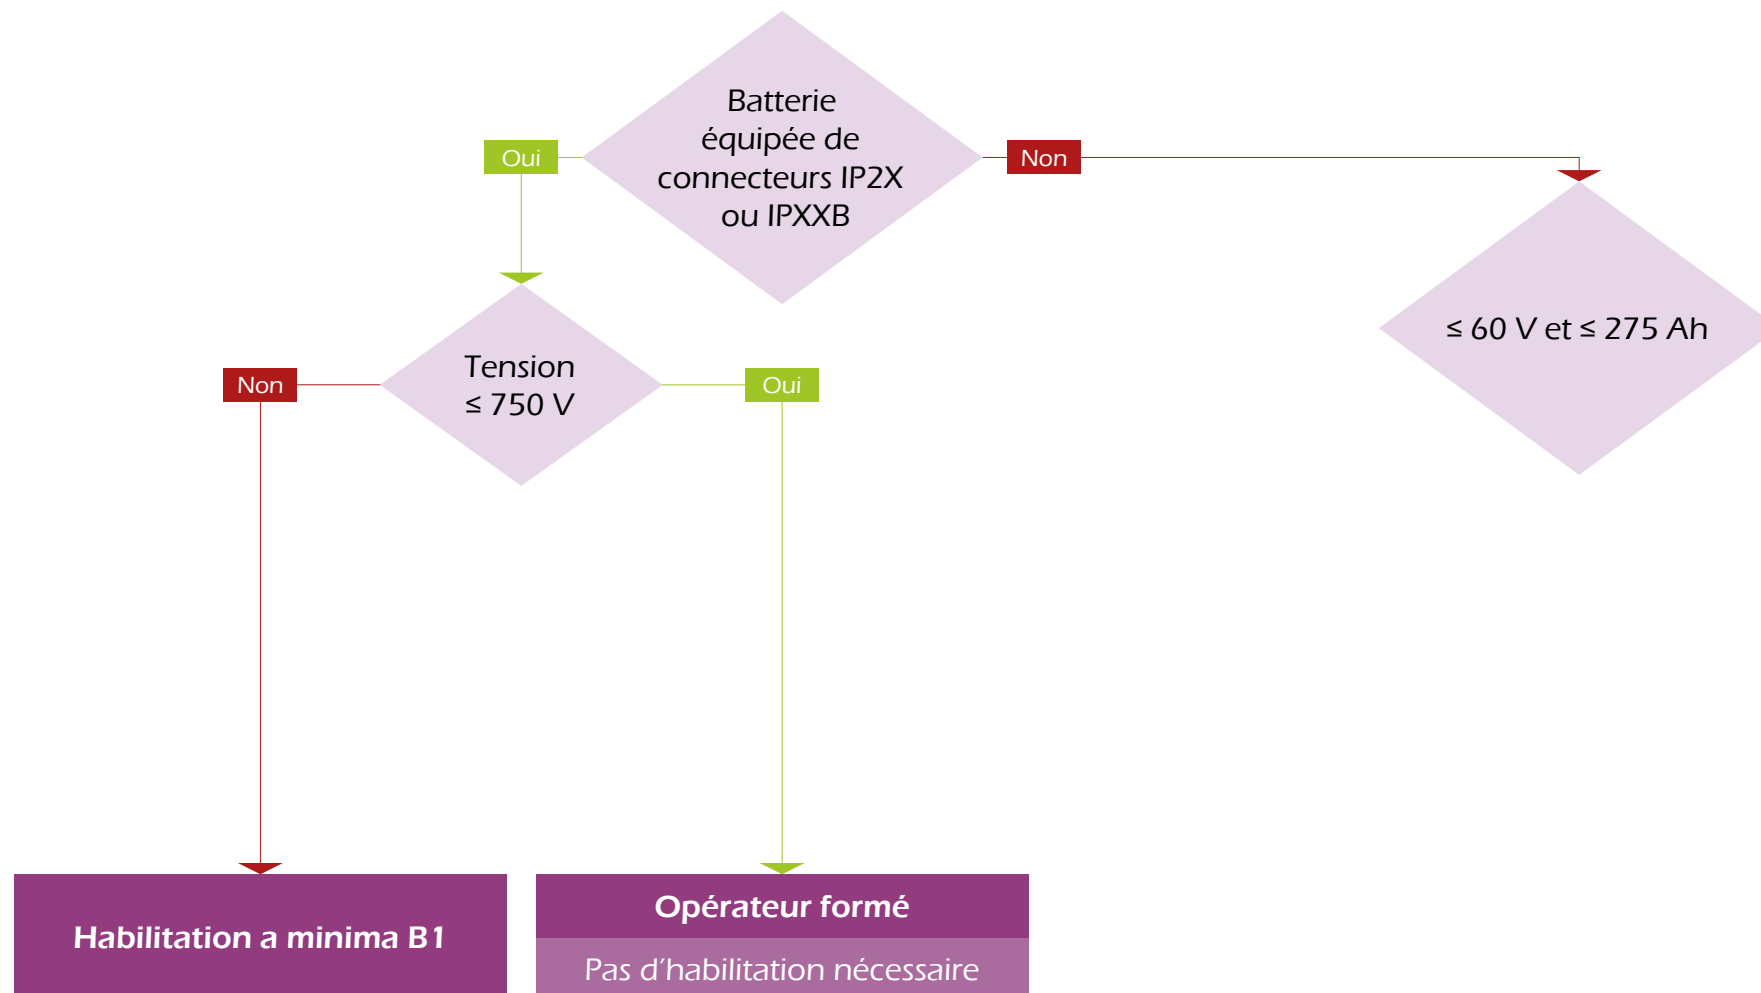 Batterie
équipée de
connecteurs IP2X
ou IPXXB
Oui
Non
≤ 60 V et ≤ 275 Ah
Tension
≤ 750 V
Non
Oui
Habilitation a minima B1
Opérateur formé
Pas d’habilitation nécessaire